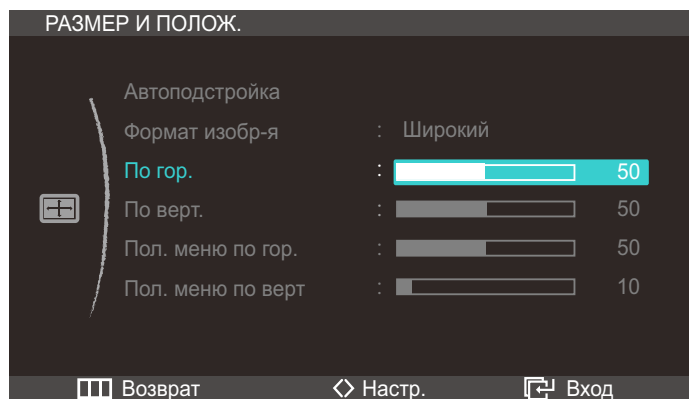 РАЗМЕР И ПОЛОЖ.
Автоподстройка
Формат изобр-я : Широкий
По гор. : 50
По верт. : 50
Пол. меню по гор. : 50
Пол. меню по верт : 10
Возврат Настр. Вход